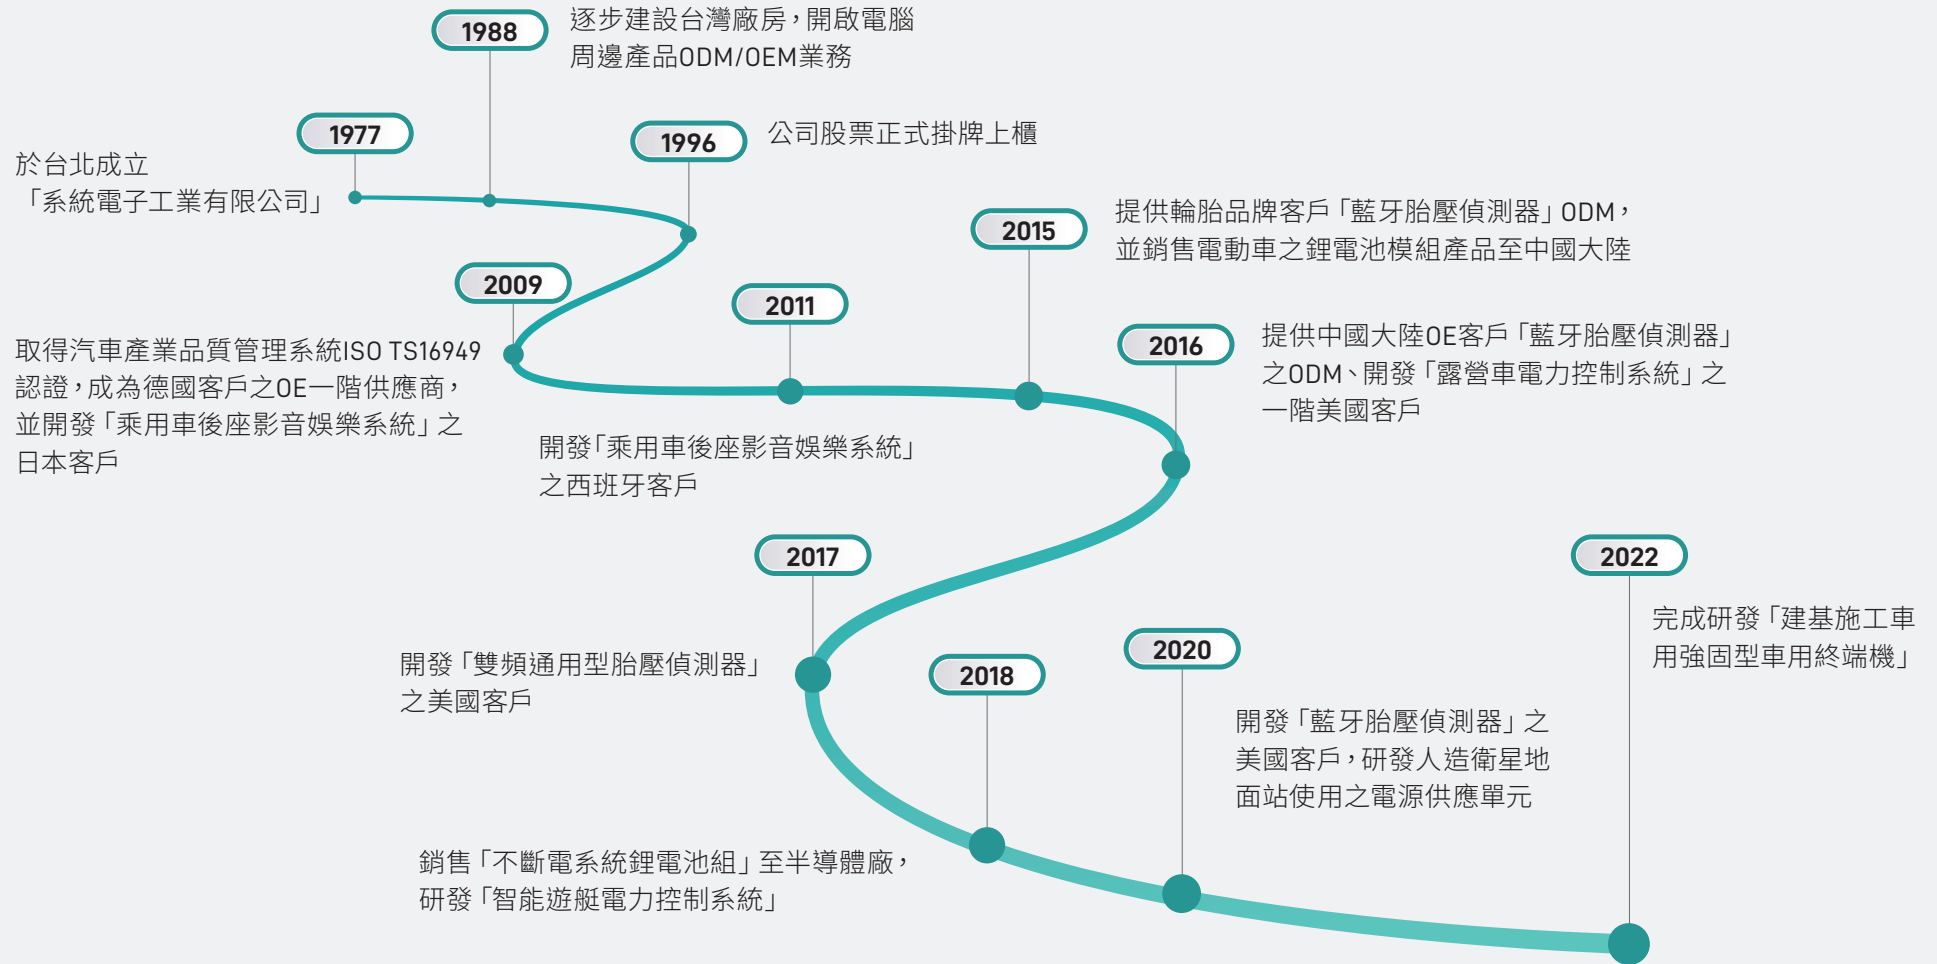 1977
於台北成立
「系統電子工業有限公司」
1988
逐步建設台灣廠房，開啟電腦
周邊產品ODM/OEM業務
1996
公司股票正式掛牌上櫃
2009
取得汽車產業品質管理系統ISO TS16949
認證，成為德國客戶之OE一階供應商，
並開發「乘用車後座影音娛樂系統」之
日本客戶
2011
開發「乘用車後座影音娛樂系統」
之西班牙客戶
2015
提供輪胎品牌客戶「藍牙胎壓偵測器」ODM，
並銷售電動車之鋰電池模組產品至中國大陸
2016
提供中國大陸OE客戶「藍牙胎壓偵測器」
之ODM、開發「露營車電力控制系統」之
一階美國客戶
2017
開發「雙頻通用型胎壓偵測器」
之美國客戶
2018
銷售「不斷電系統鋰電池組」至半導體廠，
研發「智能遊艇電力控制系統」
2020
開發「藍牙胎壓偵測器」之
美國客戶，研發人造衛星地
面站使用之電源供應單元
2022
完成研發「建基施工車
用強固型車用終端機」